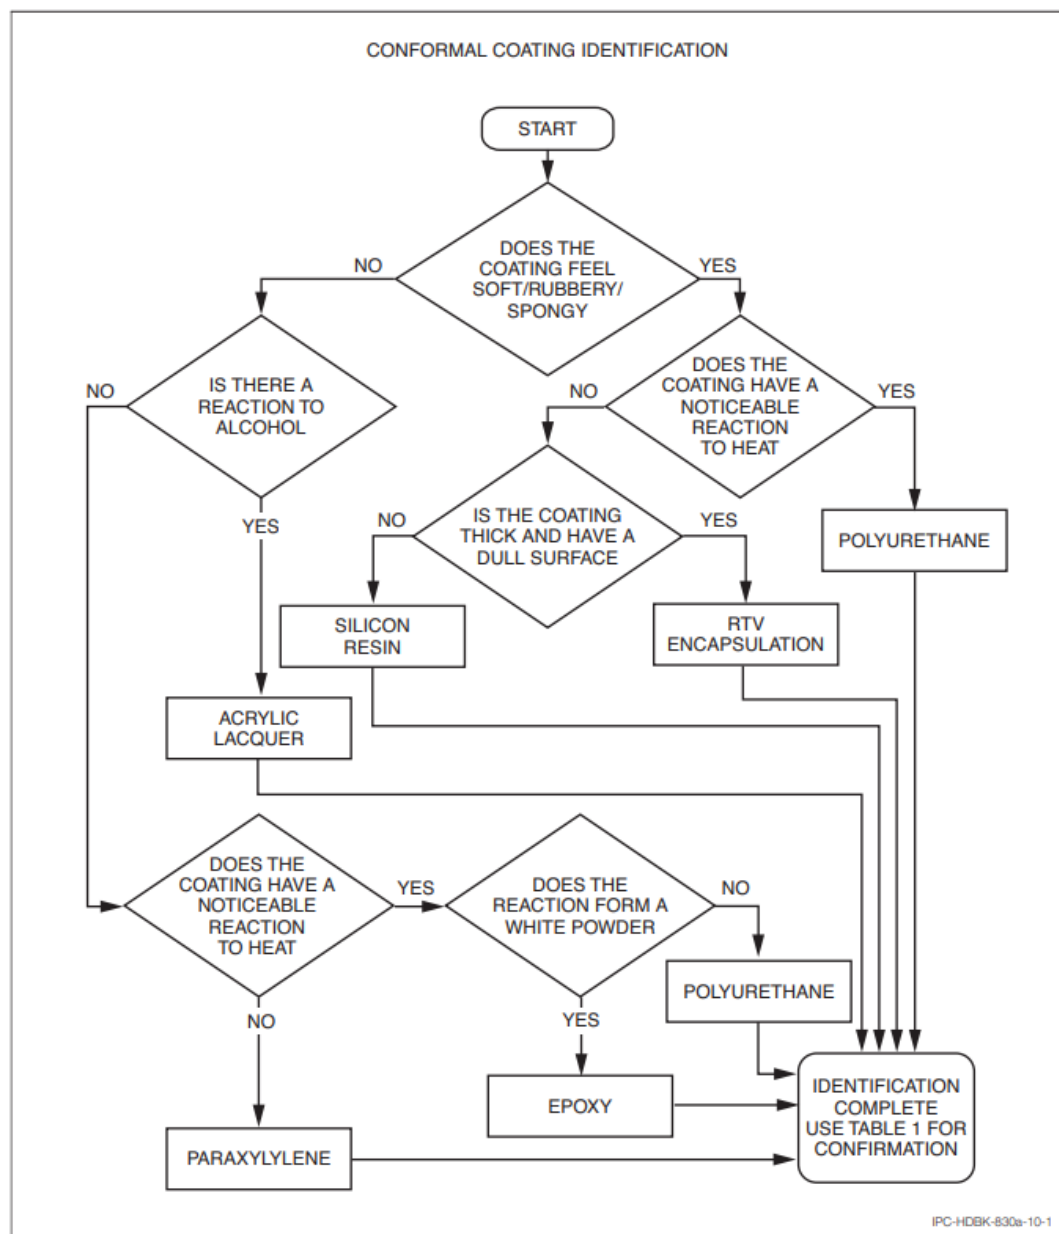 CONFORMAL COATING IDENTIFICATION
START
DOES THE
COATING FEEL
SOFT/RUBBERY/
SPONGY
NO
YES
IS THERE A
REACTION TO
ALCOHOL
NO
YES
DOES THE
COATING HAVE A
NOTICEABLE
REACTION
TO HEAT
NO
YES
IS THE COATING
THICK AND HAVE A
DULL SURFACE
NO
YES
POLYURETHANE
SILICON
RESIN
RTV
ENCAPSULATION
ACRYLIC
LACQUER
DOES THE
COATING HAVE A
NOTICEABLE
REACTION
TO HEAT
YES
NO
DOES THE
REACTION FORM A
WHITE POWDER
NO
YES
POLYURETHANE
EPOXY
PARAXYLYLENE
IDENTIFICATION
COMPLETE
USE TABLE 1 FOR
CONFIRMATION
IPC-HDBK-830a-10-1